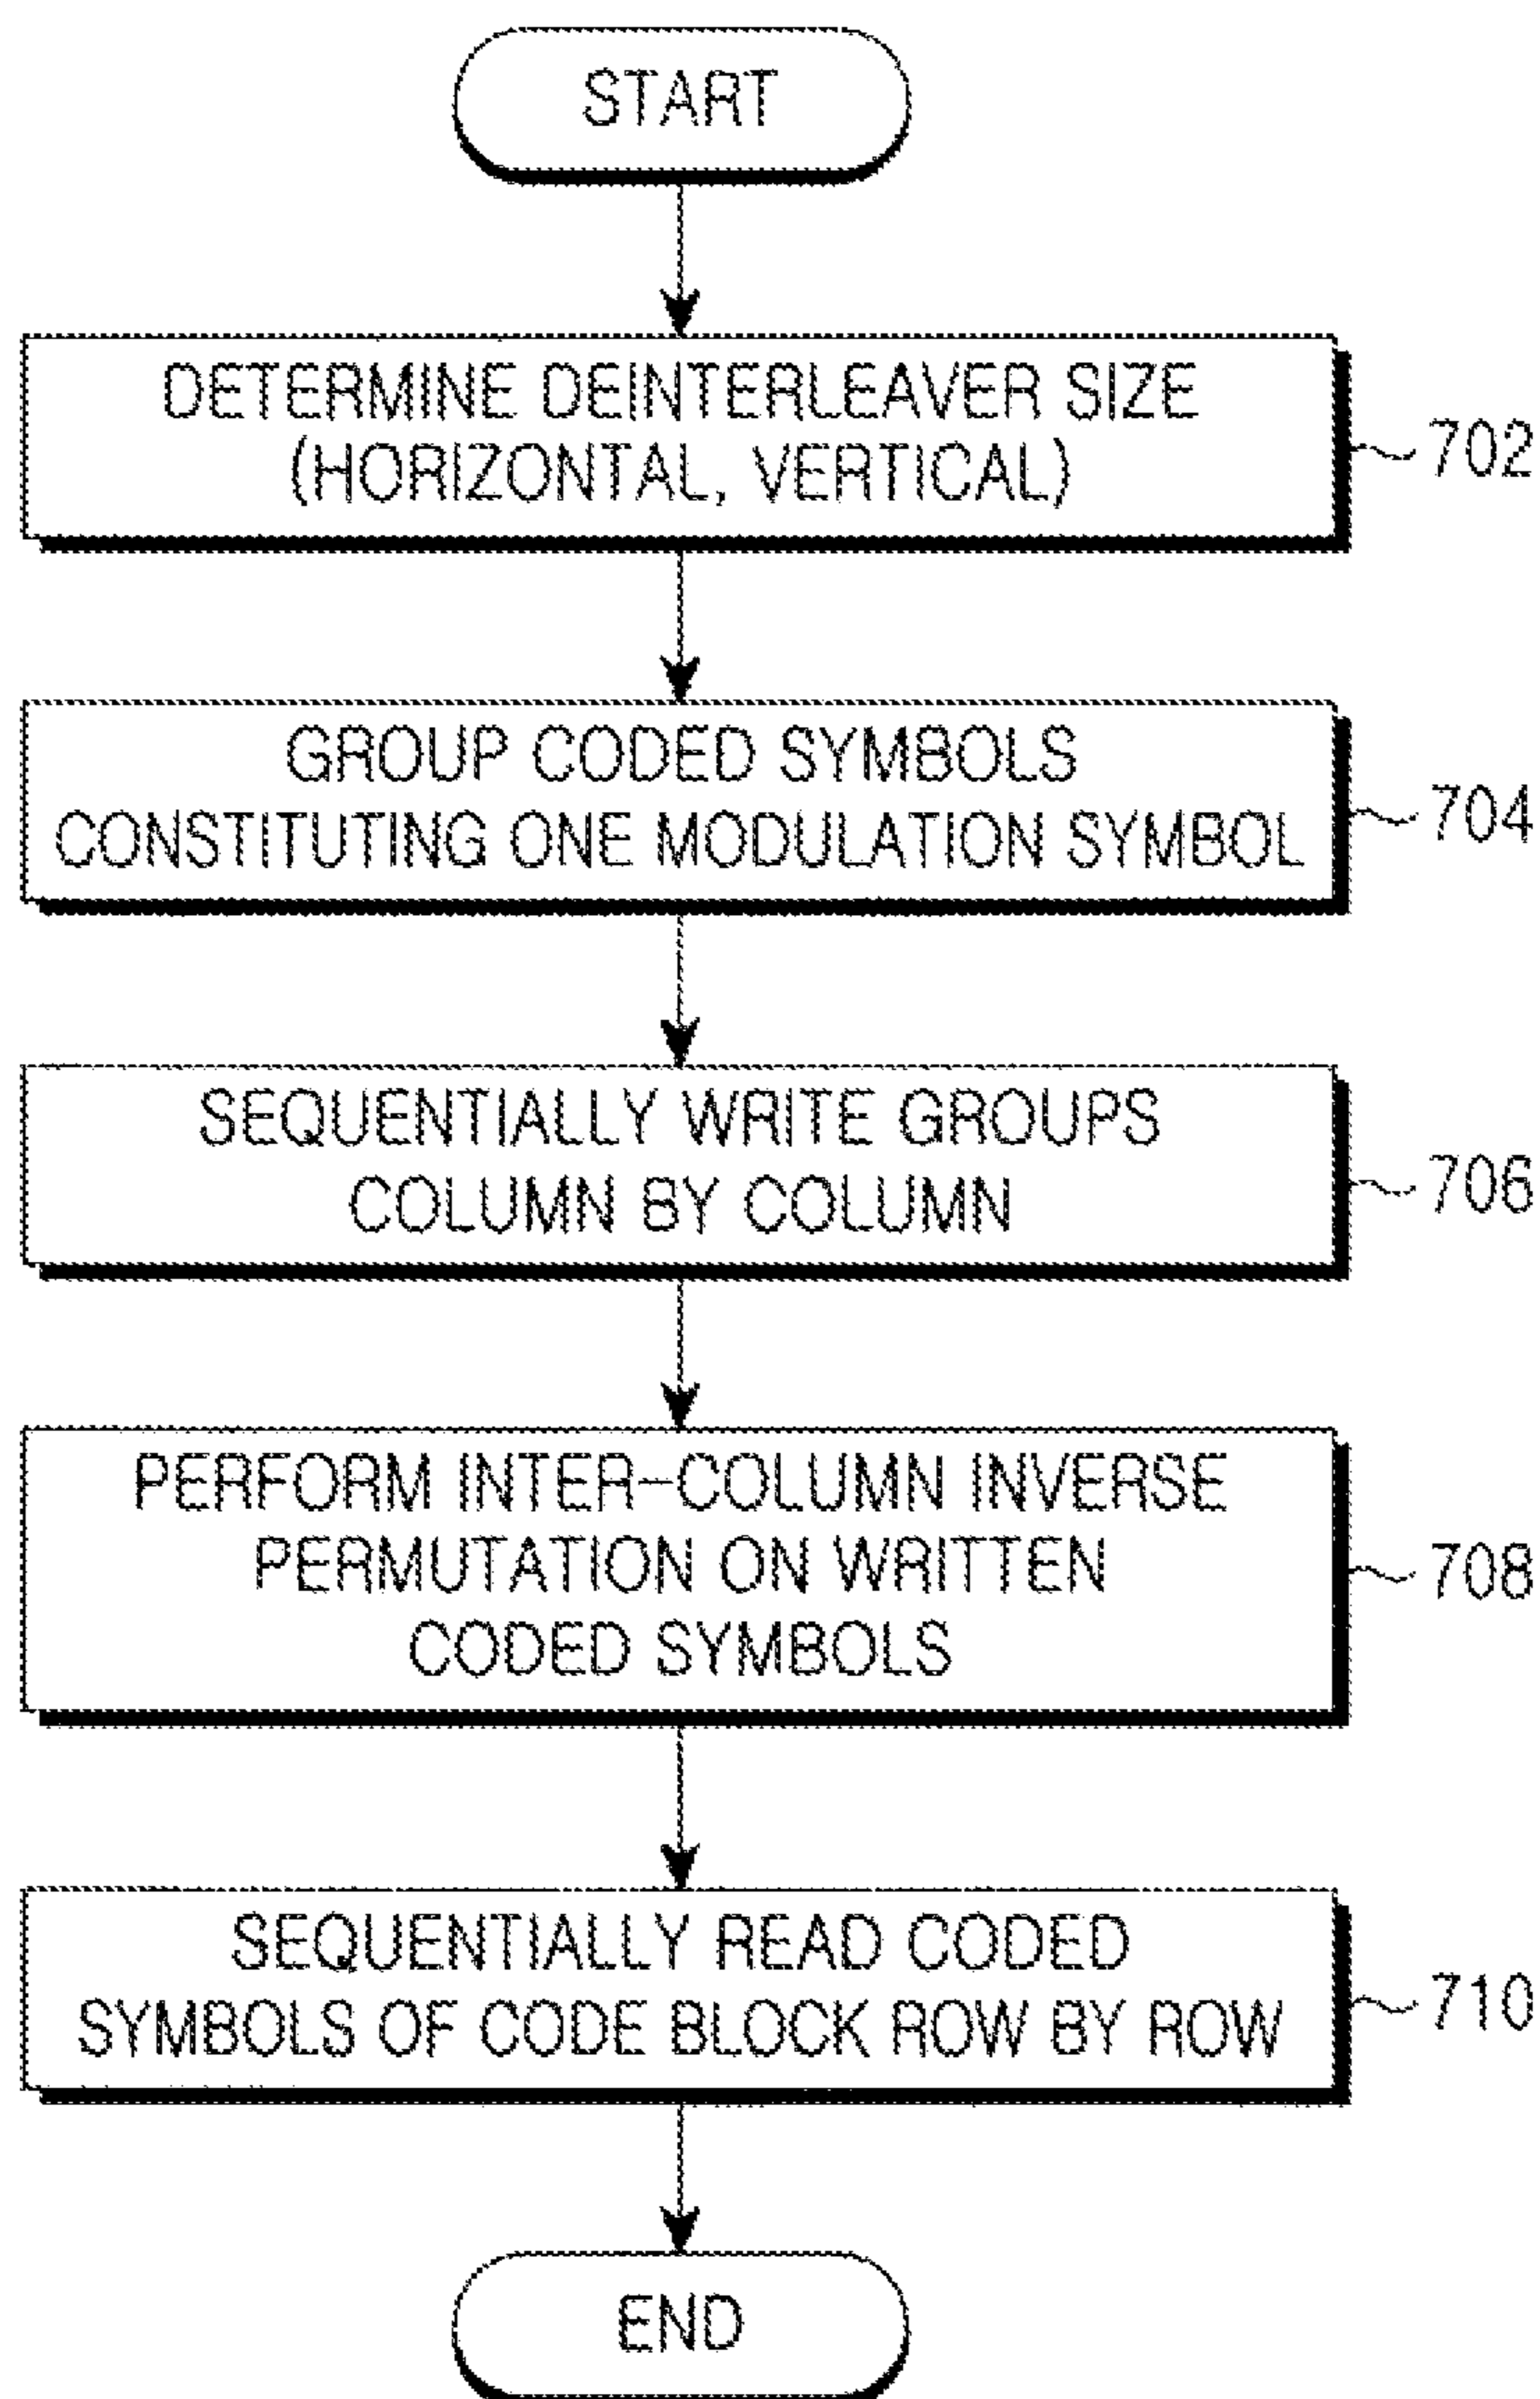 START
DETERMINE DEINTERLEAVER SIZE
(HORIZONTAL, VERTICAL)
702
GROUP CODED SYMBOLS
CONSTITUTING ONE MODULATION SYMBOL
704
SEQUENTIALLY WRITE GROUPS
COLUMN BY COLUMN
706
PERFORM INTER-COLUMN INVERSE
PERMUTATION ON WRITTEN
CODED SYMBOLS
708
SEQUENTIALLY READ CODED
SYMBOLS OF CODE BLOCK ROW BY ROW
710
END